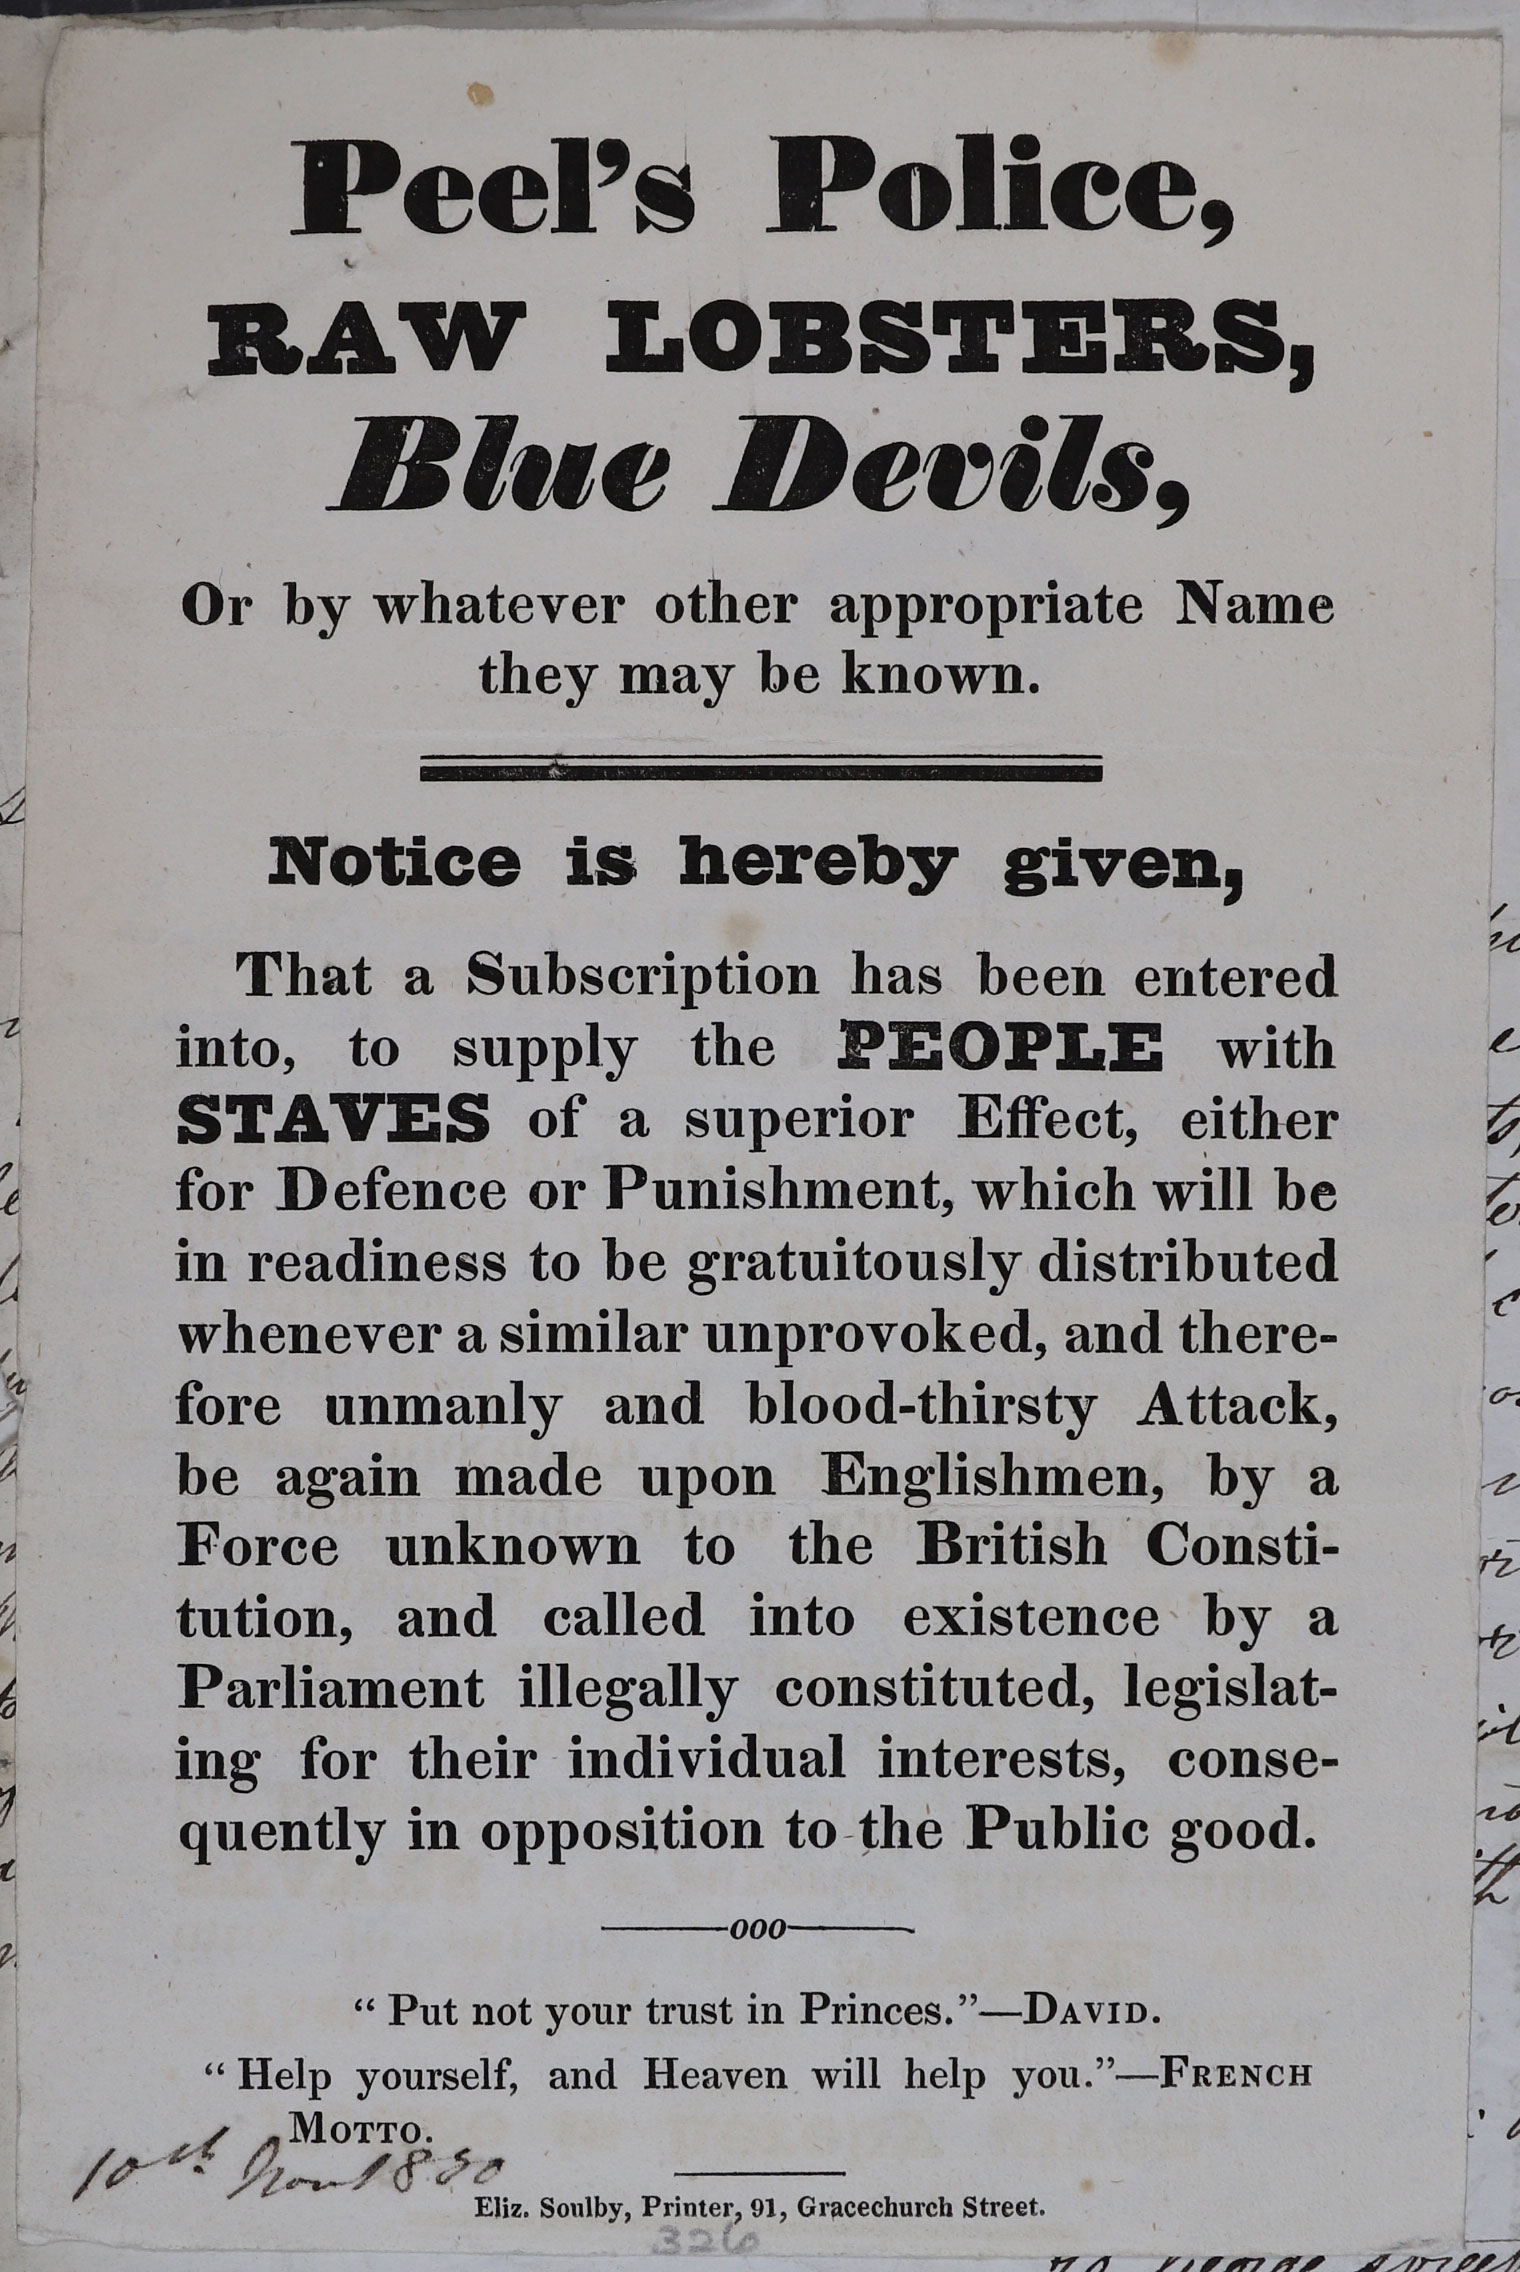 Peel's Police,
RAW LOBSTERS,
Blue Devils,
Or by whatever other appropriate Name
they may be known.
Notice is hereby given,
That a Subscription has been entered
into, to supply the PEOPLE with
STAVES of a superior Effect, either
for Defence or Punishment, which will be
in readiness to be gratuitously distributed
whenever a similar unprovoked, and there-
fore unmanly and blood-thirsty Attack,
be again made upon Englishmen, by a
Force unknown to the British Consti-
tution, and called into existence by a
Parliament illegally constituted, legislat-
ing for their individual interests, conse-
quently in opposition to the Public good.
ooo
“ Put not your trust in Princes.”—DAVID.
“ Help yourself, and Heaven will help you.”—FRENCH
MOTTO.
10th Novr 1830
Eliz. Soulby, Printer, 91, Gracechurch Street.
326